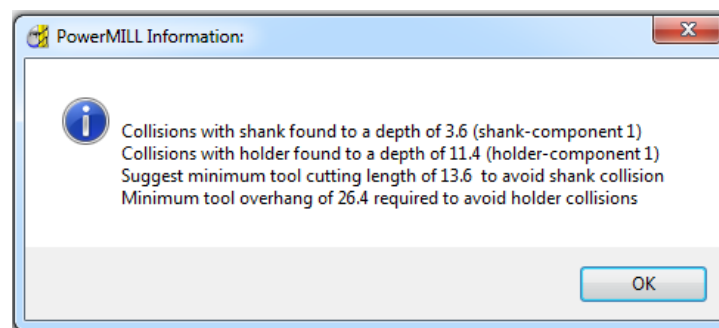 PowerMILL Information:
Collisions with shank found to a depth of 3.6 (shank-component 1)
Collisions with holder found to a depth of 11.4 (holder-component 1)
Suggest minimum tool cutting length of 13.6  to avoid shank collision
Minimum tool overhang of 26.4 required to avoid holder collisions
OK